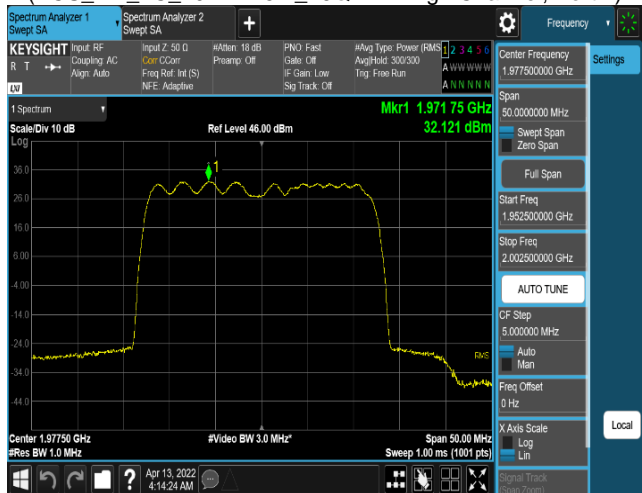 Spectrum Analyzer 1
Swept SA
Spectrum Analyzer 2
Swept SA
+
Frequency
KEYSIGHT
R T
Input: RF
Coupling: AC
Align: Auto
Input Z: 50 Ω
Corr CCorr
Freq Ref: Int (S)
NFE: Adaptive
#Atten: 18 dB
Preamp: Off
PNO: Fast
Gate: Off
IF Gain: Low
Sig Track: Off
#Avg Type: Power (RMS
Avg|Hold: 300/300
Trig: Free Run
1 2 3 4 5 6
A W W W W W
A N N N N N
LXI
1 Spectrum
Scale/Div 10 dB
Log
Ref Level 46.00 dBm
Mkr1 1.971 75 GHz
32.121 dBm
36.0
26.0
16.0
6.00
-4.00
-14.0
-24.0
-34.0
-44.0
1
RMS
Center 1.97750 GHz
#Res BW 1.0 MHz
#Video BW 3.0 MHz*
Span 50.00 MHz
Sweep 1.00 ms (1001 pts)
Center Frequency
1.977500000 GHz
Settings
Span
50.0000000 MHz
Swept Span
Zero Span
Full Span
Start Freq
1.952500000 GHz
Stop Freq
2.002500000 GHz
AUTO TUNE
CF Step
5.000000 MHz
Auto
Man
Freq Offset
0 Hz
X Axis Scale
Log
Lin
Local
Signal Track
(Span Zoom)
?
Apr 13, 2022
4:14:24 AM